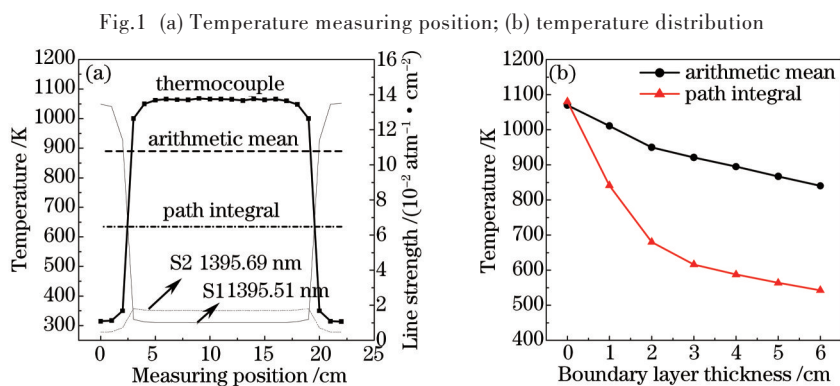 Fig.1 (a) Temperature measuring position; (b) temperature distribution
(a)
thermocouple
arithmetic mean
path integral
S2 1395.69 nm
S11395.51 nm
1200
1100
1000
900
800
700
600
500
400
300
Temperature /K
16
14
12
10
8
6
4
2
0
Line strength /(10⁻² atm⁻¹ • cm⁻²)
0 5 10 15 20 25
Measuring position /cm
(b)
arithmetic mean
path integral
1200
1100
1000
900
800
700
600
500
400
Temperature /K
0 1 2 3 4 5 6
Boundary layer thickness /cm